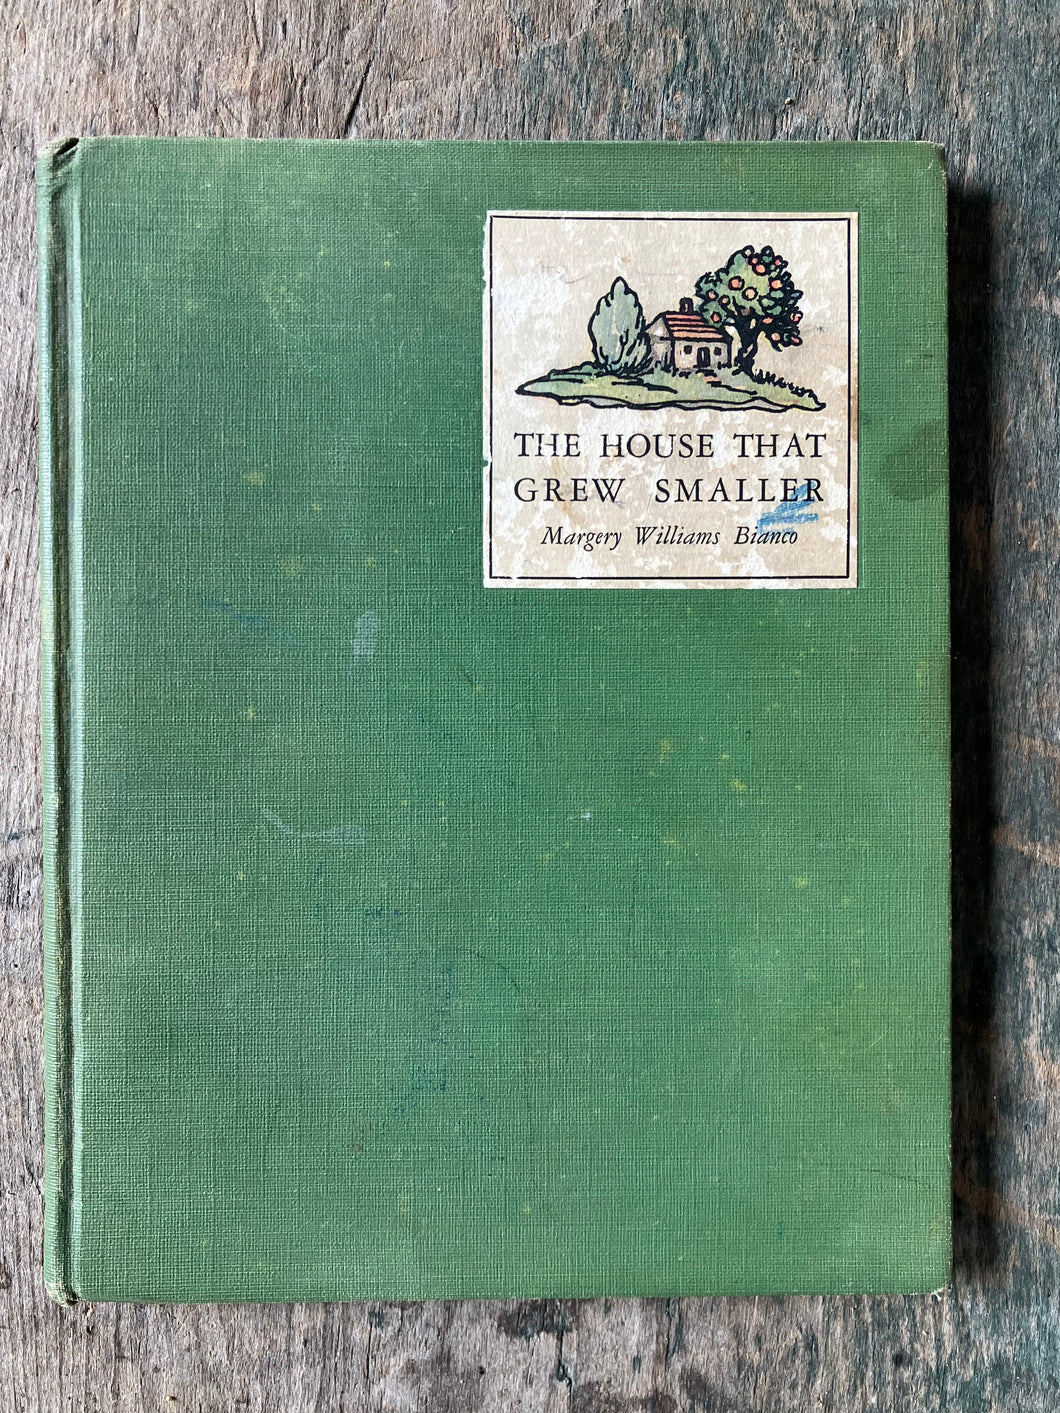 THE HOUSE THAT
GREW SMALLER
Margery Williams Bianco